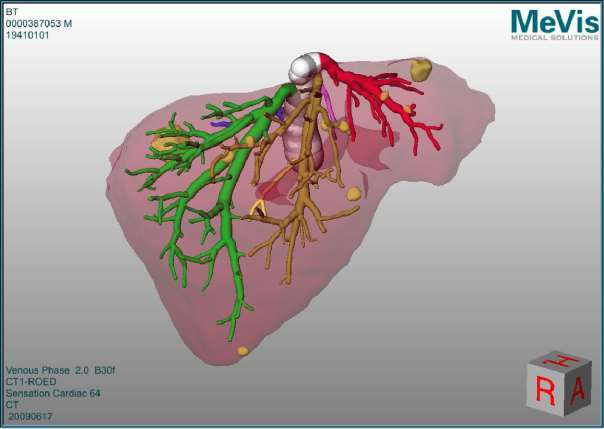 BT
0000387053 M
19410101
MeVis
MEDICAL SOLUTIONS
Venous Phase 2.0 B30f
CT1-ROED
Sensation Cardiac 64
CT
20090617
H
R A